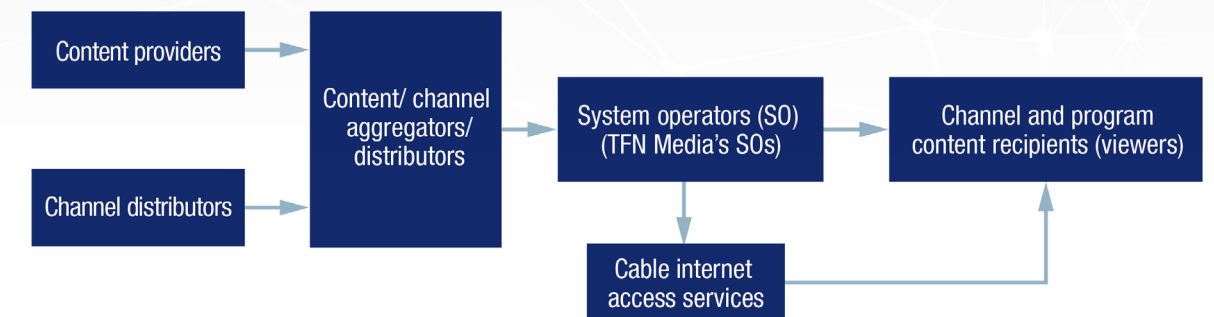 Content providers
Channel distributors
Content/ channel
aggregators/
distributors
System operators (SO)
(TFN Media's SOs)
Cable internet
access services
Channel and program
content recipients (viewers)